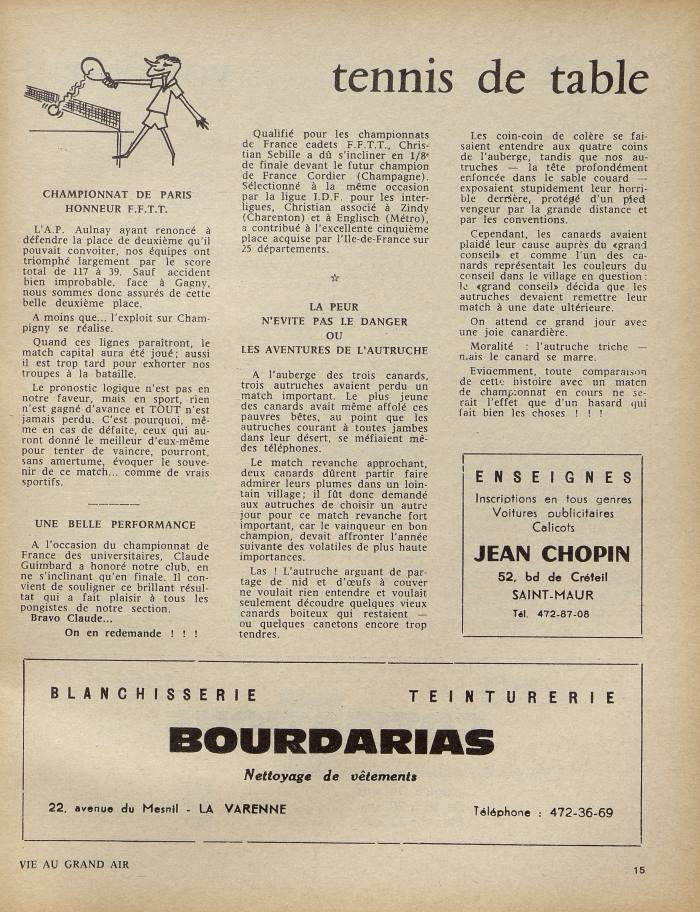 tennis de table
CHAMPIONNAT DE PARIS
HONNEUR F.F.T.T.
L'A.P. Aulnay ayant renoncé à
défendre la place de deuxième qu'il
pouvait convoiter, nos équipes ont
triomphé largement par le score
total de 117 à 39. Sauf accident
bien improbable, face à Gagny,
nous sommes donc assurés de cette
belle deuxième place.
A moins que... l'exploit sur Cham-
pigny se réalise.
Quand ces lignes paraîtront, le
match capital aura été joué; aussi
il est trop tard pour exhorter nos
troupes à la bataille.
Le pronostic logique n'est pas en
notre faveur, mais en sport, rien
n'est gagné d'avance et TOUT n'est
jamais perdu. C'est pourquoi, mê-
me en cas de défaite, ceux qui au-
ront donné le meilleur d'eux-même
pour tenter de vaincre, pourront,
sans amertume, évoquer le souve-
nir de ce match... comme de vrais
sportifs.
UNE BELLE PERFORMANCE
A l'occasion du championnat de
France des universitaires, Claude
Guimbard a honoré notre club, en
ne s'inclinant qu'en finale. Il con-
vient de souligner ce brillant résul-
tat qui a fait plaisir à tous les
pongistes de notre section.
Bravo Claude...
On en redemande ! ! !
Qualifié pour les championnats
de France cadets F.F.T.T., Chris-
tian Sebille a dû s'incliner en 1/8e
de finale devant le futur champion
de France Cordier (Champagne).
Sélectionné à la même occasion
par la ligue I.D.F. pour les inter-
ligues, Christian associé à Zindy
(Charenton) et à Englisch (Métro),
a contribué à l'excellente cinquième
place acquise par l'Ile-de-France sur
25 départements.
☆
LA PEUR
N'EVITE PAS LE DANGER
OU
LES AVENTURES DE L'AUTRUCHE
A l'auberge des trois canards,
trois autruches avaient perdu un
match important. Le plus jeune
des canards avait même affolé ces
pauvres bêtes, au point que les
autruches courant à toutes jambes
dans leur désert, se méfiaient mê-
des téléphones.
Le match revanche approchant,
deux canards dûrent partir faire
admirer leurs plumes dans un loin-
tain village; il fût donc demandé
aux autruches de choisir un autre
jour pour ce match revanche fort
important, car le vainqueur en bon
champion, devait affronter l'année
suivante des volatiles de plus haute
importances.
Las ! L'autruche arguant de par-
tage de nid et d'œufs à couver
ne voulait rien entendre et voulait
seulement découdre quelques vieux
canards boiteux qui restaient —
ou quelques canetons encore trop
tendres.
Les coin-coin de colère se fai-
saient entendre aux quatre coins
de l'auberge, tandis que nos au-
truches — la tête profondément
enfoncée dans le sable couard —
exposaient stupidement leur horri-
ble derrière, protégé d'un pied
vengeur par la grande distance et
par les conventions.
Cependant, les canards avaient
plaidé leur cause auprès du «grand
conseil» et comme l'un des ca-
nards représentait les couleurs du
conseil dans le village en question:
le «grand conseil» décida que les
autruches devaient remettre leur
match à une date ultérieure.
On attend ce grand jour avec
une joie canardière.
Moralité : l'autruche triche —
mais le canard se marre.
Evidemment, toute comparaison
de cette histoire avec un match
de championnat en cours ne se-
rait l'effet que d'un hasard qui
fait bien les choses ! ! !
ENSEIGNES
Inscriptions en tous genres
Voitures publicitaires
Calicots
JEAN CHOPIN
52, bd de Créteil
SAINT-MAUR
Tél. 472-87-08
BLANCHISSERIE TEINTURERIE
BOURDARIAS
Nettoyage de vêtements
22, avenue du Mesnil - LA VARENNE Téléphone : 472-36-69
VIE AU GRAND AIR
15